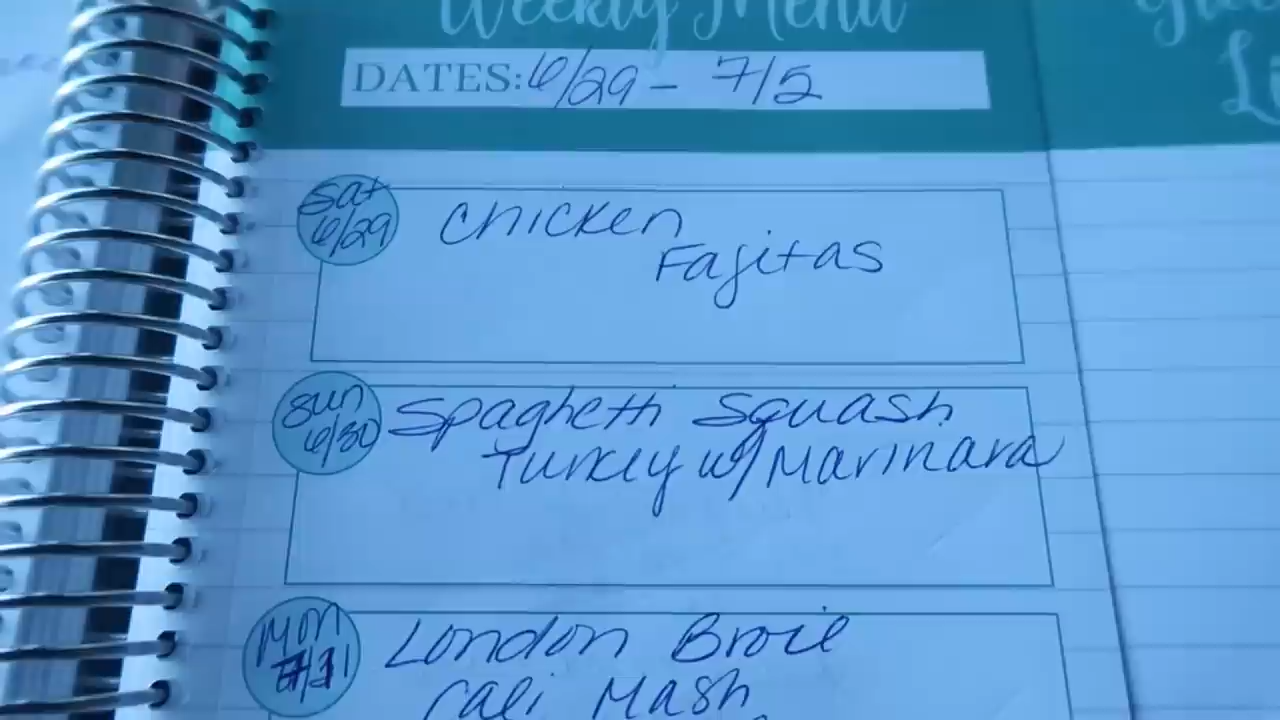 Weekly Menu
DATES: 6/29 - 7/5
Sat
6/29
Chicken
Fajitas
Sun
6/30
Spaghetti Squash
Turkey w/ Marinara
Mon
London Broil
Cali Mash